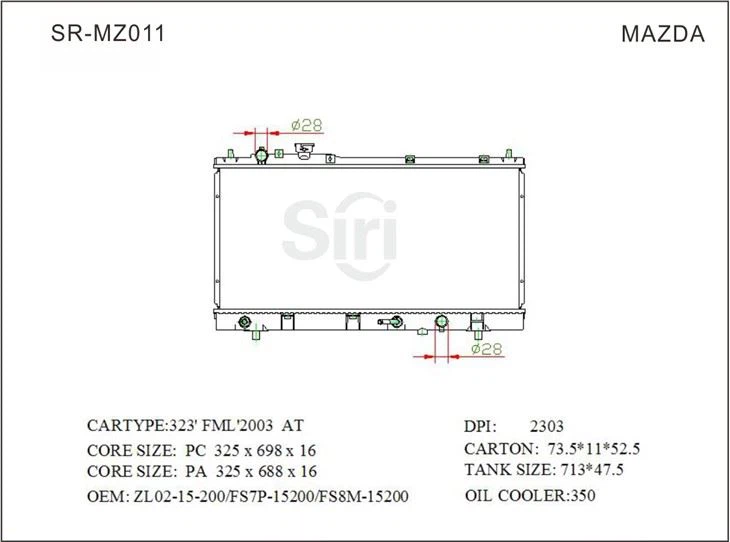 SR-MZ011 MAZDA
ø28
Siri
ø28
CARTYPE:323' FML'2003 AT DPI: 2303
CORE SIZE: PC 325 x 698 x 16 CARTON: 73.5*11*52.5
CORE SIZE: PA 325 x 688 x 16 TANK SIZE: 713*47.5
OEM: ZL02-15-200/FS7P-15200/FS8M-15200 OIL COOLER:350